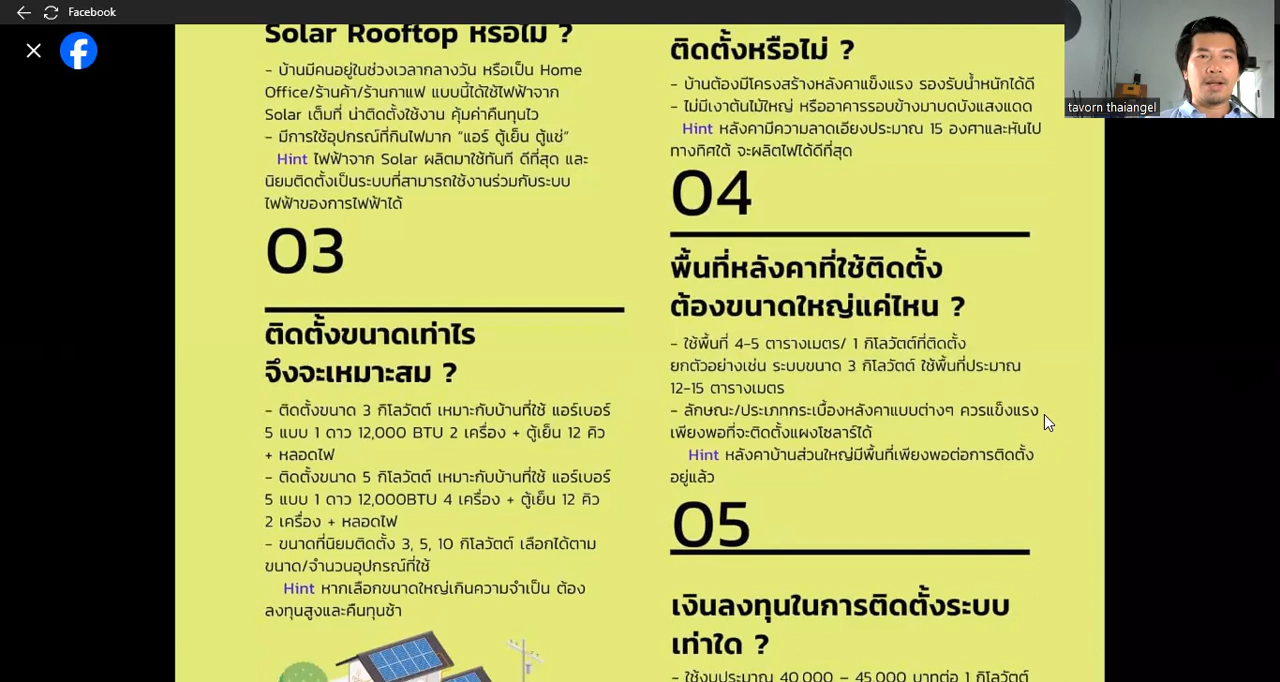 Facebook
tavorn thaiangel
Solar Rooftop หรือไม่ ?
- บ้านมีคนอยู่ในช่วงเวลากลางวัน หรือเป็น Home
Office/ร้านค้า/ร้านกาแฟ แบบนี้ได้ใช้ไฟฟ้าจาก
Solar เต็มที่ น่าติดตั้งใช้งาน คุ้มค่าคืนทุนไว
- มีการใช้อุปกรณ์ที่กินไฟมาก “แอร์ ตู้เย็น ตู้แช่”
Hint ไฟฟ้าจาก Solar ผลิตมาใช้ทันที ดีที่สุด และ
นิยมติดตั้งเป็นระบบที่สามารถใช้งานร่วมกับระบบ
ไฟฟ้าของการไฟฟ้าได้
03
ติดตั้งขนาดเท่าไร
จึงจะเหมาะสม ?
- ติดตั้งขนาด 3 กิโลวัตต์ เหมาะกับบ้านที่ใช้ แอร์เบอร์
5 แบบ 1 ดาว 12,000 BTU 2 เครื่อง + ตู้เย็น 12 คิว
+ หลอดไฟ
- ติดตั้งขนาด 5 กิโลวัตต์ เหมาะกับบ้านที่ใช้ แอร์เบอร์
5 แบบ 1 ดาว 12,000BTU 4 เครื่อง + ตู้เย็น 12 คิว
2 เครื่อง + หลอดไฟ
- ขนาดที่นิยมติดตั้ง 3, 5, 10 กิโลวัตต์ เลือกได้ตาม
ขนาด/จำนวนอุปกรณ์ที่ใช้
Hint หากเลือกขนาดใหญ่เกินความจำเป็น ต้อง
ลงทุนสูงและคืนทุนช้า
ติดตั้งหรือไม่ ?
- บ้านต้องมีโครงสร้างหลังคาแข็งแรง รองรับน้ำหนักได้ดี
- ไม่มีเงาต้นไม้ใหญ่ หรืออาคารรอบข้างมาบดบังแสงแดด
Hint หลังคามีความลาดเอียงประมาณ 15 องศาและหันไป
ทางทิศใต้ จะผลิตไฟได้ดีที่สุด
04
พื้นที่หลังคาที่ใช้ติดตั้ง
ต้องขนาดใหญ่แค่ไหน ?
- ใช้พื้นที่ 4-5 ตารางเมตร/ 1 กิโลวัตต์ที่ติดตั้ง
ยกตัวอย่างเช่น ระบบขนาด 3 กิโลวัตต์ ใช้พื้นที่ประมาณ
12-15 ตารางเมตร
- ลักษณะ/ประเภทกระเบื้องหลังคาแบบต่างๆ ควรแข็งแรง
เพียงพอที่จะติดตั้งแผงโซลาร์ได้
Hint หลังคาบ้านส่วนใหญ่มีพื้นที่เพียงพอต่อการติดตั้ง
อยู่แล้ว
05
เงินลงทุนในการติดตั้งระบบ
เท่าใด ?
- ใช้งบประมาณ 40,000 – 45,000 บาทต่อ 1 กิโลวัตต์